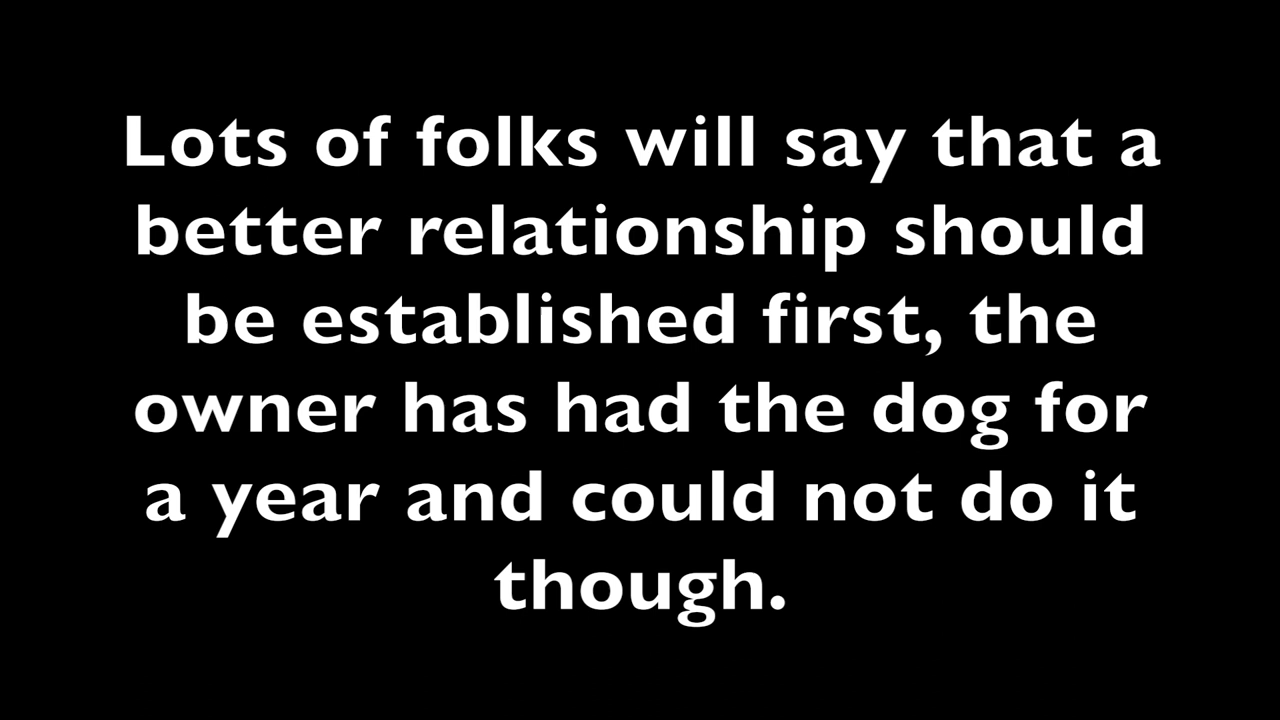 Lots of folks will say that a
better relationship should
be established first, the
owner has had the dog for
a year and could not do it
though.